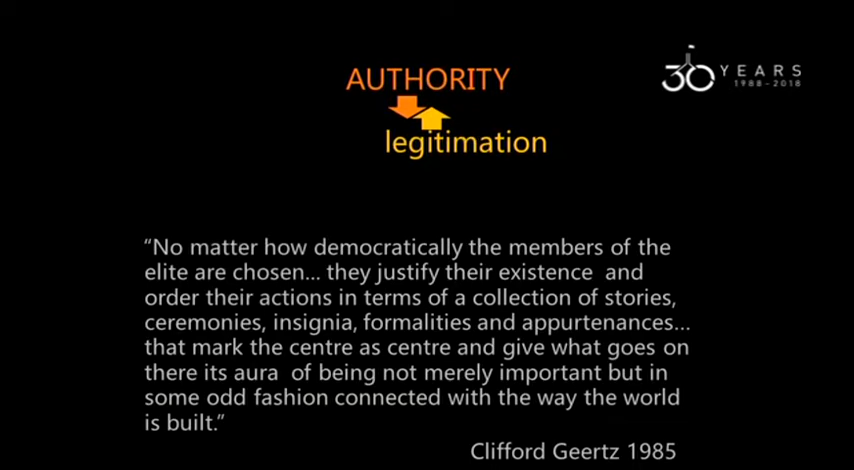 AUTHORITY
legitimation
30 YEARS
1988-2018
“No matter how democratically the members of the
elite are chosen... they justify their existence and
order their actions in terms of a collection of stories,
ceremonies, insignia, formalities and appurtenances...
that mark the centre as centre and give what goes on
there its aura of being not merely important but in
some odd fashion connected with the way the world
is built.”
Clifford Geertz 1985